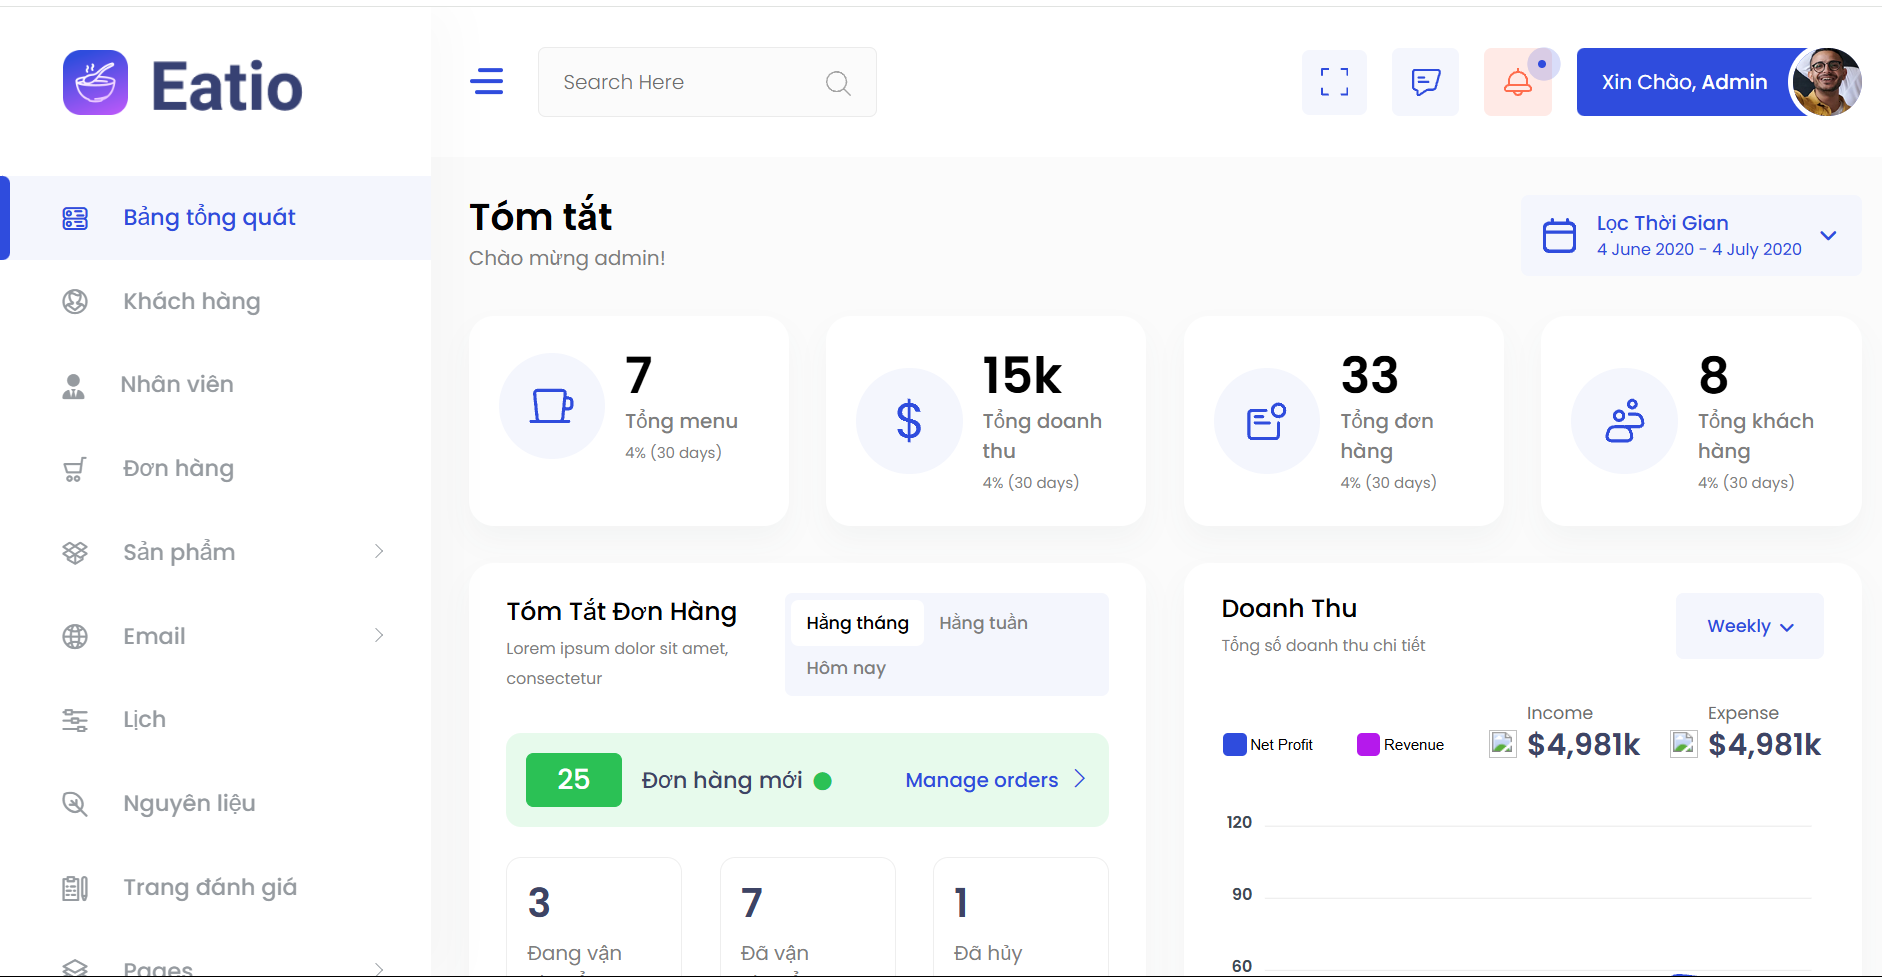 Eatio
Search Here
Xin Chào, Admin
Bảng tổng quát
Khách hàng
Nhân viên
Đơn hàng
Sản phẩm
Email
Lịch
Nguyên liệu
Trang đánh giá
Pages
Tóm tắt
Chào mừng admin!
Lọc Thời Gian
4 June 2020 - 4 July 2020
7
Tổng menu
4% (30 days)
15k
Tổng doanh
thu
4% (30 days)
33
Tổng đơn
hàng
4% (30 days)
8
Tổng khách
hàng
4% (30 days)
Tóm Tắt Đơn Hàng
Lorem ipsum dolor sit amet,
consectetur
Hằng tháng
Hằng tuần
Hôm nay
25
Đơn hàng mới
Manage orders
3
Đang vận
7
Đã vận
1
Đã hủy
Doanh Thu
Tổng số doanh thu chi tiết
Weekly
Net Profit
Revenue
Income
$4,981k
Expense
$4,981k
120
90
60